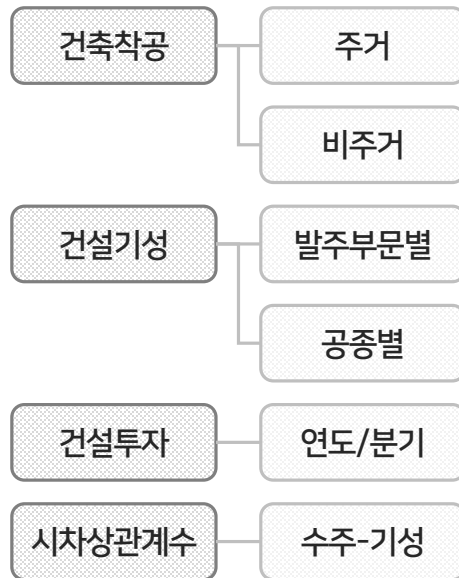 건축착공
주거
비주거
건설기성
발주부문별
공종별
건설투자
연도/분기
시차상관계수
수주-기성